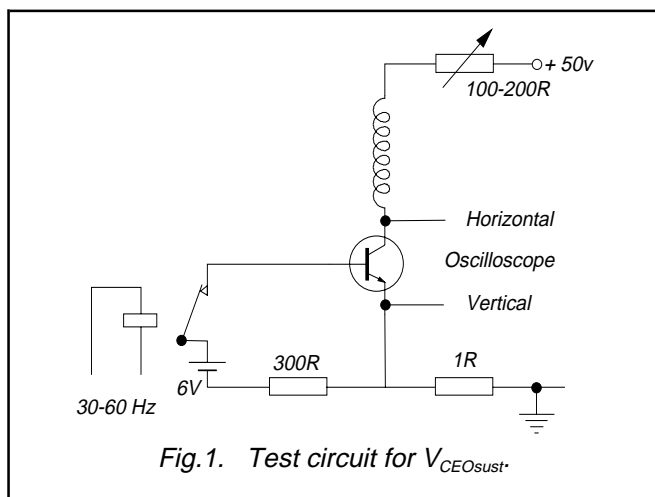 + 50v
100-200R
Horizontal
Oscilloscope
Vertical
300R
1R
6V
30-60 Hz
Fig.1. Test circuit for VCEOsust.